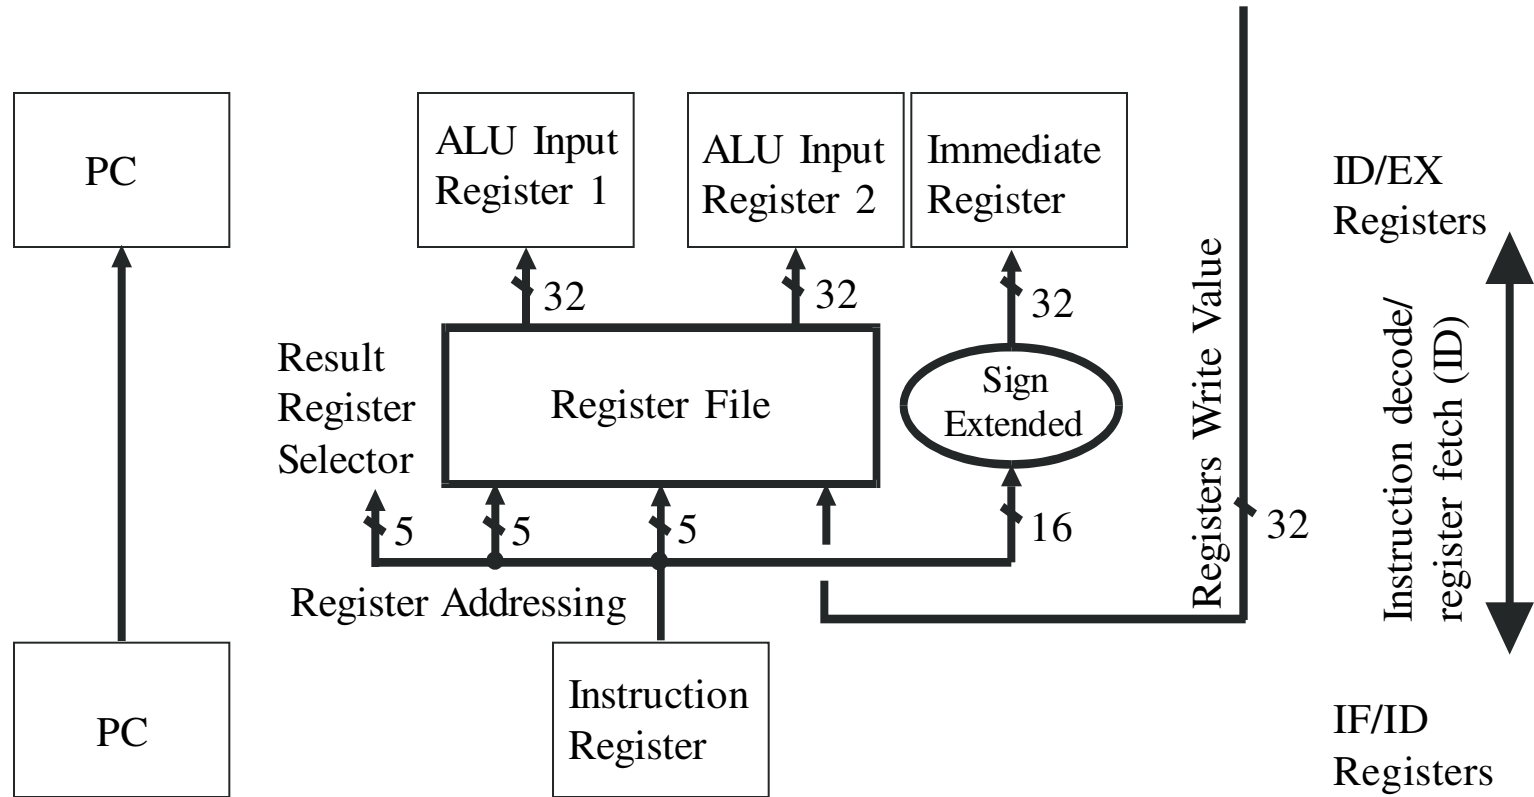 PC
ALU Input
Register 1
ALU Input
Register 2
Immediate
Register
ID/EX
Registers
32
32
32
Result
Register
Selector
Register File
Sign
Extended
Registers Write Value
Instruction decode/
register fetch (ID)
5
5
5
16
32
Register Addressing
PC
Instruction
Register
IF/ID
Registers